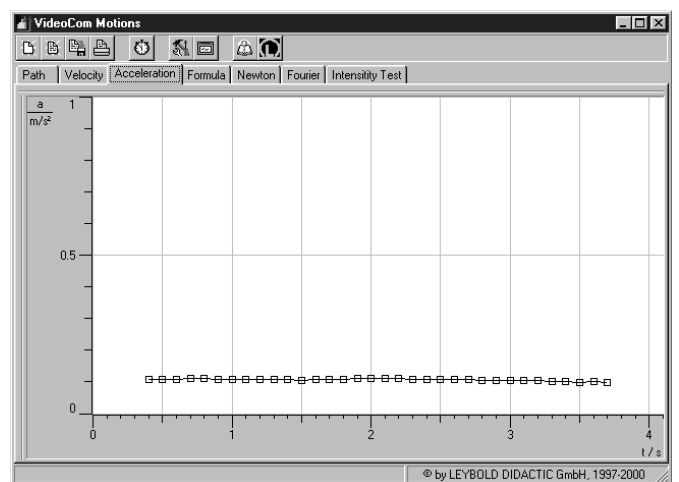 VideoCom Motions
Path Velocity Acceleration Formula Newton Fourier Intensitity Test
a
m/s²
1
0.5
0
0 1 2 3 4
t / s
© by LEYBOLD DIDACTIC GmbH, 1997-2000